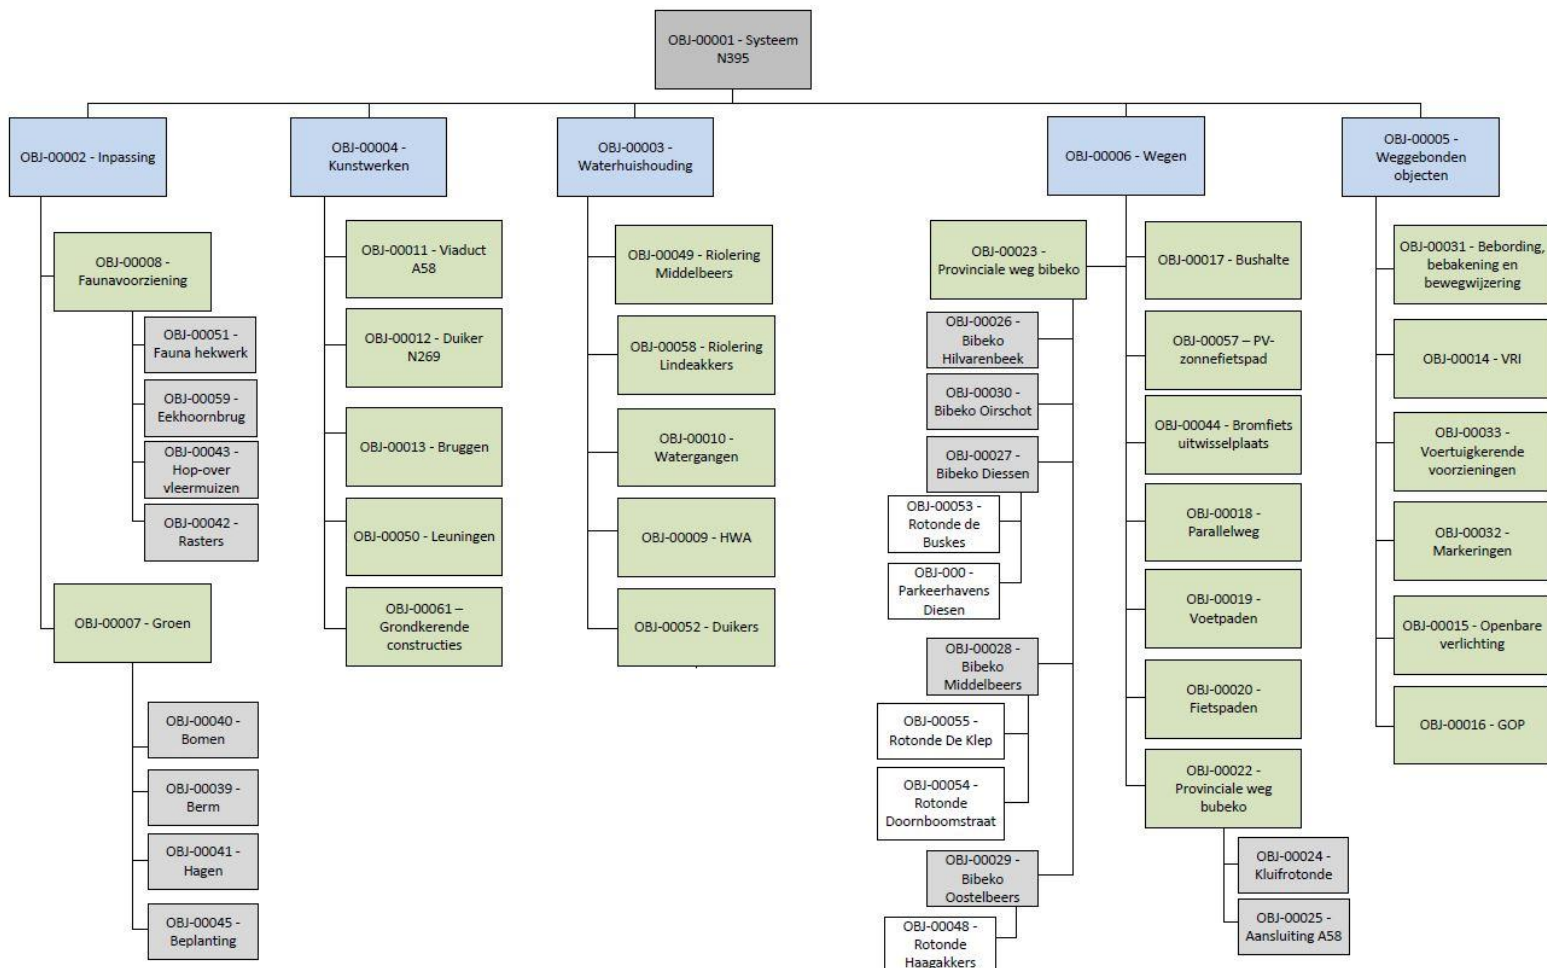 OBJ-00001 - Systeem
N395
OBJ-00002 - Inpassing
OBJ-00008 -
Faunavoorziening
OBJ-00051 -
Fauna hekwerk
OBJ-00059 -
Eekhoornbrug
OBJ-00043 -
Hop-over
vleermuizen
OBJ-00042 -
Rasters
OBJ-00007 - Groen
OBJ-00040 -
Bomen
OBJ-00039 -
Berm
OBJ-00041 -
Hagen
OBJ-00045 -
Beplanting
OBJ-00004 -
Kunstwerken
OBJ-00011 - Viaduct
A58
OBJ-00012 - Duiker
N269
OBJ-00013 - Bruggen
OBJ-00050 - Leuningen
OBJ-00061 –
Grondkerende
constructies
OBJ-00003 -
Waterhuishouding
OBJ-00049 - Riolering
Middelbeers
OBJ-00058 - Riolering
Lindeakkers
OBJ-00010 -
Watergangen
OBJ-00009 - HWA
OBJ-00052 - Duikers
OBJ-00006 - Wegen
OBJ-00023 -
Provinciale weg bibeko
OBJ-00026 -
Bibeko
Hilvarenbeek
OBJ-00030 -
Bibeko Oirschot
OBJ-00027 -
Bibeko Diessen
OBJ-00053 -
Rotonde de
Buskes
OBJ-000 -
Parkeerhavens
Diesen
OBJ-00028 -
Bibeko
Middelbeers
OBJ-00055 -
Rotonde De Klep
OBJ-00054 -
Rotonde
Doornboomstraat
OBJ-00029 -
Bibeko
Oostelbeers
OBJ-00048 -
Rotonde
Haagakkers
OBJ-00017 - Bushalte
OBJ-00057 – PV-
zonnefietspad
OBJ-00044 - Bromfiets
uitwisselplaats
OBJ-00018 -
Parallelweg
OBJ-00019 -
Voetpaden
OBJ-00020 -
Fietspaden
OBJ-00022 -
Provinciale weg
bubeko
OBJ-00024 -
Kluifrotonde
OBJ-00025 -
Aansluiting A58
OBJ-00005 -
Weggebonden
objecten
OBJ-00031 - Bebording,
bebakening en
bewegwijzering
OBJ-00014 - VRI
OBJ-00033 -
Voertuigkerende
voorzieningen
OBJ-00032 -
Markeringen
OBJ-00015 - Openbare
verlichting
OBJ-00016 - GOP